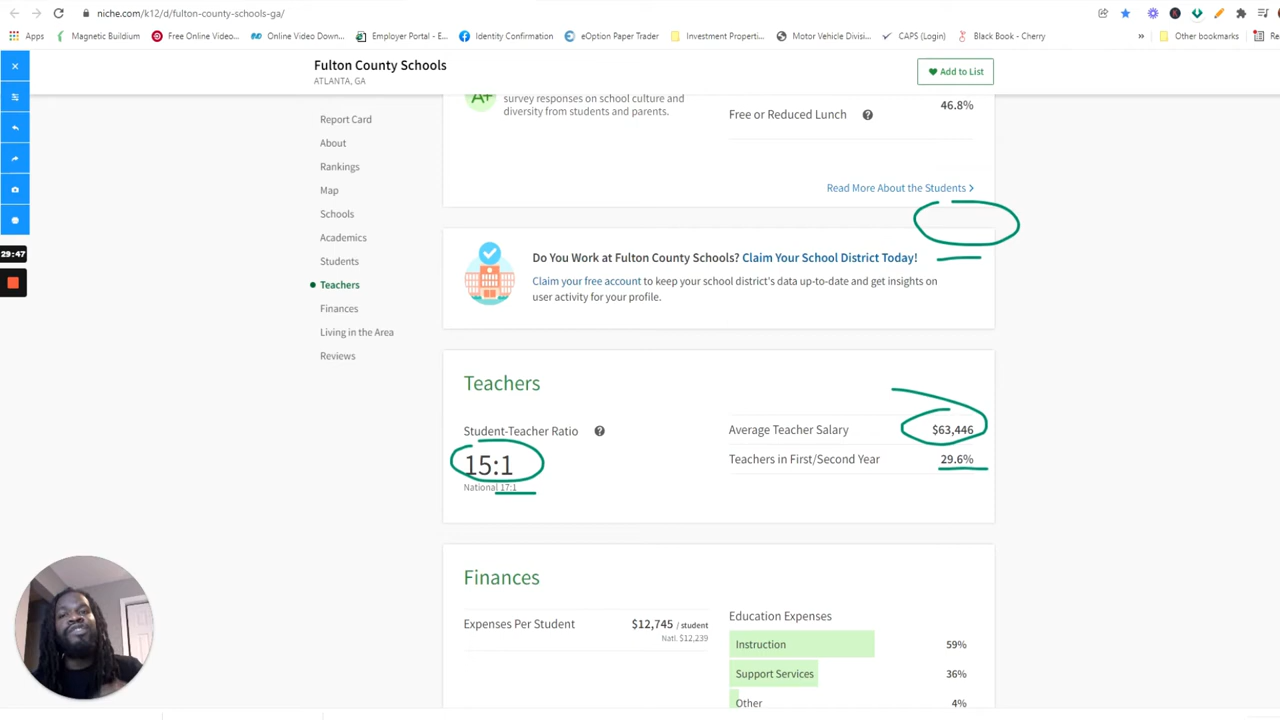 niche.com/k12/d/fulton-county-schools-ga/
Apps Magnetic Buildium Free Online Video... Online Video Down... Employer Portal - E... Identity Confirmation eOption Paper Trader Investment Properti... Motor Vehicle Divisi... CAPS (Login) Black Book - Cherry » Other bookmarks Rea
Fulton County Schools
ATLANTA, GA
Add to List
Report Card
About
Rankings
Map
Schools
Academics
Students
Teachers
Finances
Living in the Area
Reviews
29:47
A+
survey responses on school culture and
diversity from students and parents.
Free or Reduced Lunch ? 46.8%
Read More About the Students >
Do You Work at Fulton County Schools? Claim Your School District Today!
Claim your free account to keep your school district's data up-to-date and get insights on
user activity for your profile.
Teachers
Student-Teacher Ratio ?
15:1
National 17:1
Average Teacher Salary $63,446
Teachers in First/Second Year 29.6%
Finances
Expenses Per Student $12,745 / student
Natl. $12,239
Education Expenses
Instruction 59%
Support Services 36%
Other 4%